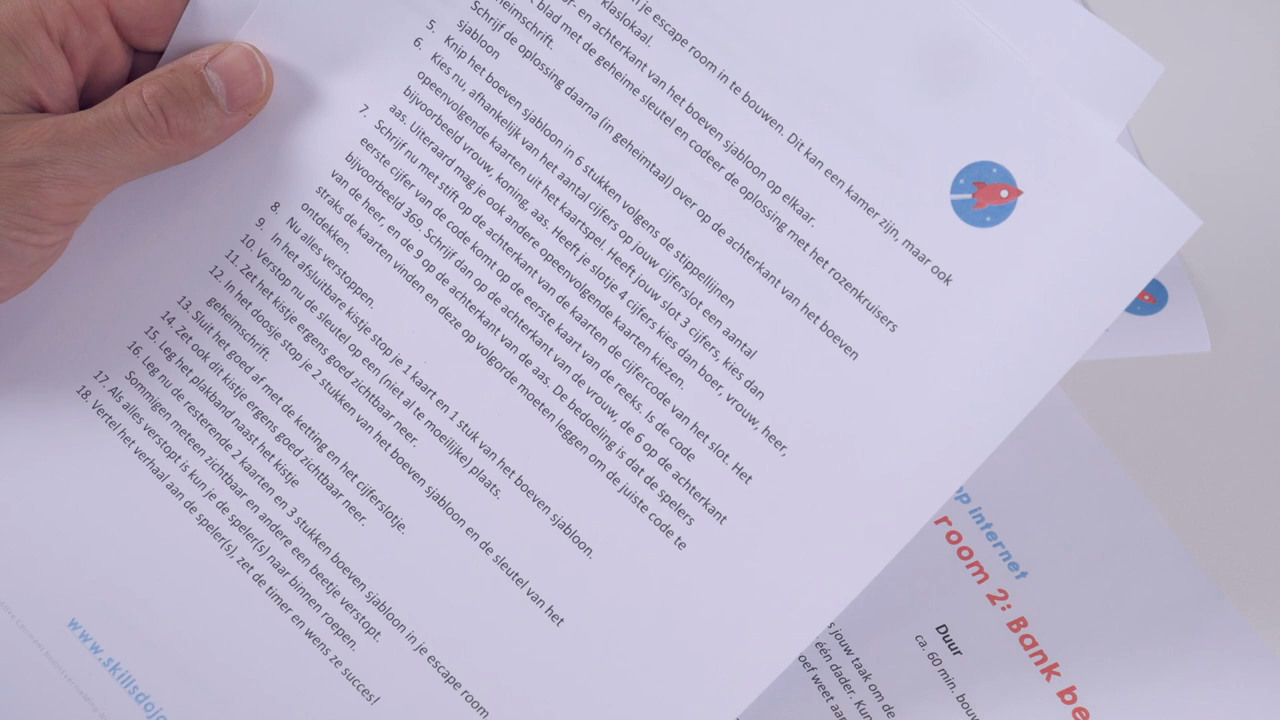 je escape room in te bouwen. Dit kan een kamer zijn, maar ook
klaslokaal.
en achterkant van het boeven sjabloon op elkaar.
blad met de geheime sleutel en codeer de oplossing met het rozenkruisers
geheimschrift.
Schrijf de oplossing daarna (in geheimtaal) over op de achterkant van het boeven
sjabloon
5. Knip het boeven sjabloon in 6 stukken volgens de stippellijnen
6. Kies nu, afhankelijk van het aantal cijfers op jouw cijferslot een aantal
opeenvolgende kaarten uit het kaartspel. Heeft jouw slot 3 cijfers, kies dan
bijvoorbeeld vrouw, koning, aas. Heeft je slotje 4 cijfers kies dan boer, vrouw, heer,
aas. Uiteraard mag je ook andere opeenvolgende kaarten kiezen.
7. Schrijf nu met stift op de achterkant van de kaarten de cijfercode van het slot. Het
eerste cijfer van de code komt op de eerste kaart van de reeks. Is de code
bijvoorbeeld 369. Schrijf dan op de achterkant van de vrouw, de 6 op de achterkant
van de heer, en de 9 op de achterkant van de aas. De bedoeling is dat de spelers
straks de kaarten vinden en deze op volgorde moeten leggen om de juiste code te
ontdekken.
8. Nu alles verstoppen.
9. In het afsluitbare kistje stop je 1 kaart en 1 stuk van het boeven sjabloon.
10. Verstop nu de sleutel op een (niet al te moeilijke) plaats.
11. Zet het kistje ergens goed zichtbaar neer.
12. In het doosje stop je 2 stukken van het boeven sjabloon en de sleutel van het
geheimschrift.
13. Sluit het goed af met de ketting en het cijferslotje.
14. Zet ook dit kistje ergens goed zichtbaar neer.
15. Leg het plakband naast het kistje
16. Leg nu de resterende 2 kaarten en 3 stukken boeven sjabloon in je escape room
Sommigen meteen zichtbaar en andere een beetje verstopt.
17. Als alles verstopt is kun je de speler(s) naar binnen roepen.
18. Vertel het verhaal aan de speler(s), zet de timer en wens ze succes!
www.skillsdojo
op internet
room 2: Bank be
Duur
ca. 60 min. bouw
s jouw taak om de
één dader. Kun
oef weet aan